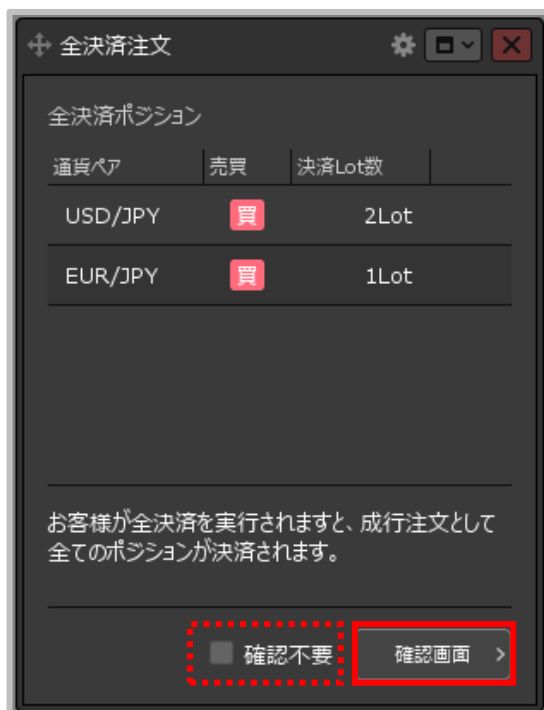 全決済注文
全決済ポジション
通貨ペア 売買 決済Lot数
USD/JPY 買 2Lot
EUR/JPY 買 1Lot
お客様が全決済を実行されますと、成行注文として
全てのポジションが決済されます。
確認不要 確認画面 >